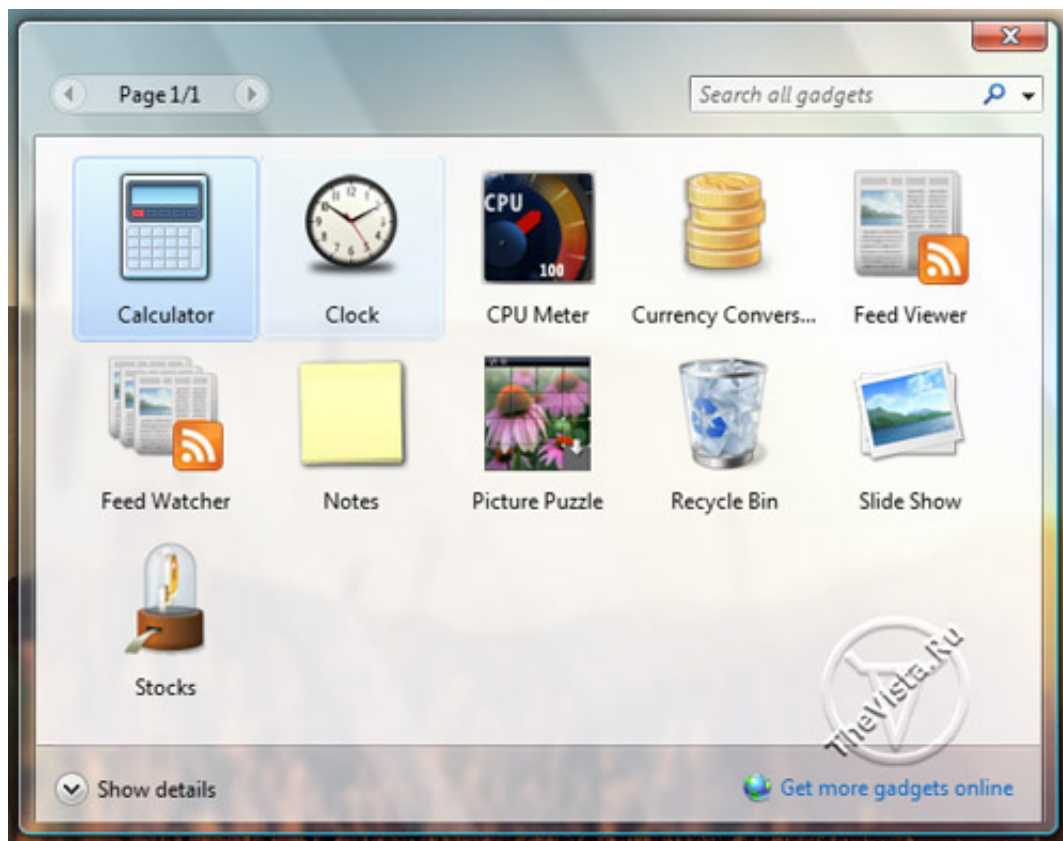 X
Page 1/1
Search all gadgets
CPU
100
Calculator
Clock
CPU Meter
Currency Convers...
Feed Viewer
Feed Watcher
Notes
Picture Puzzle
Recycle Bin
Slide Show
Stocks
TheVista.Ru
Show details
Get more gadgets online